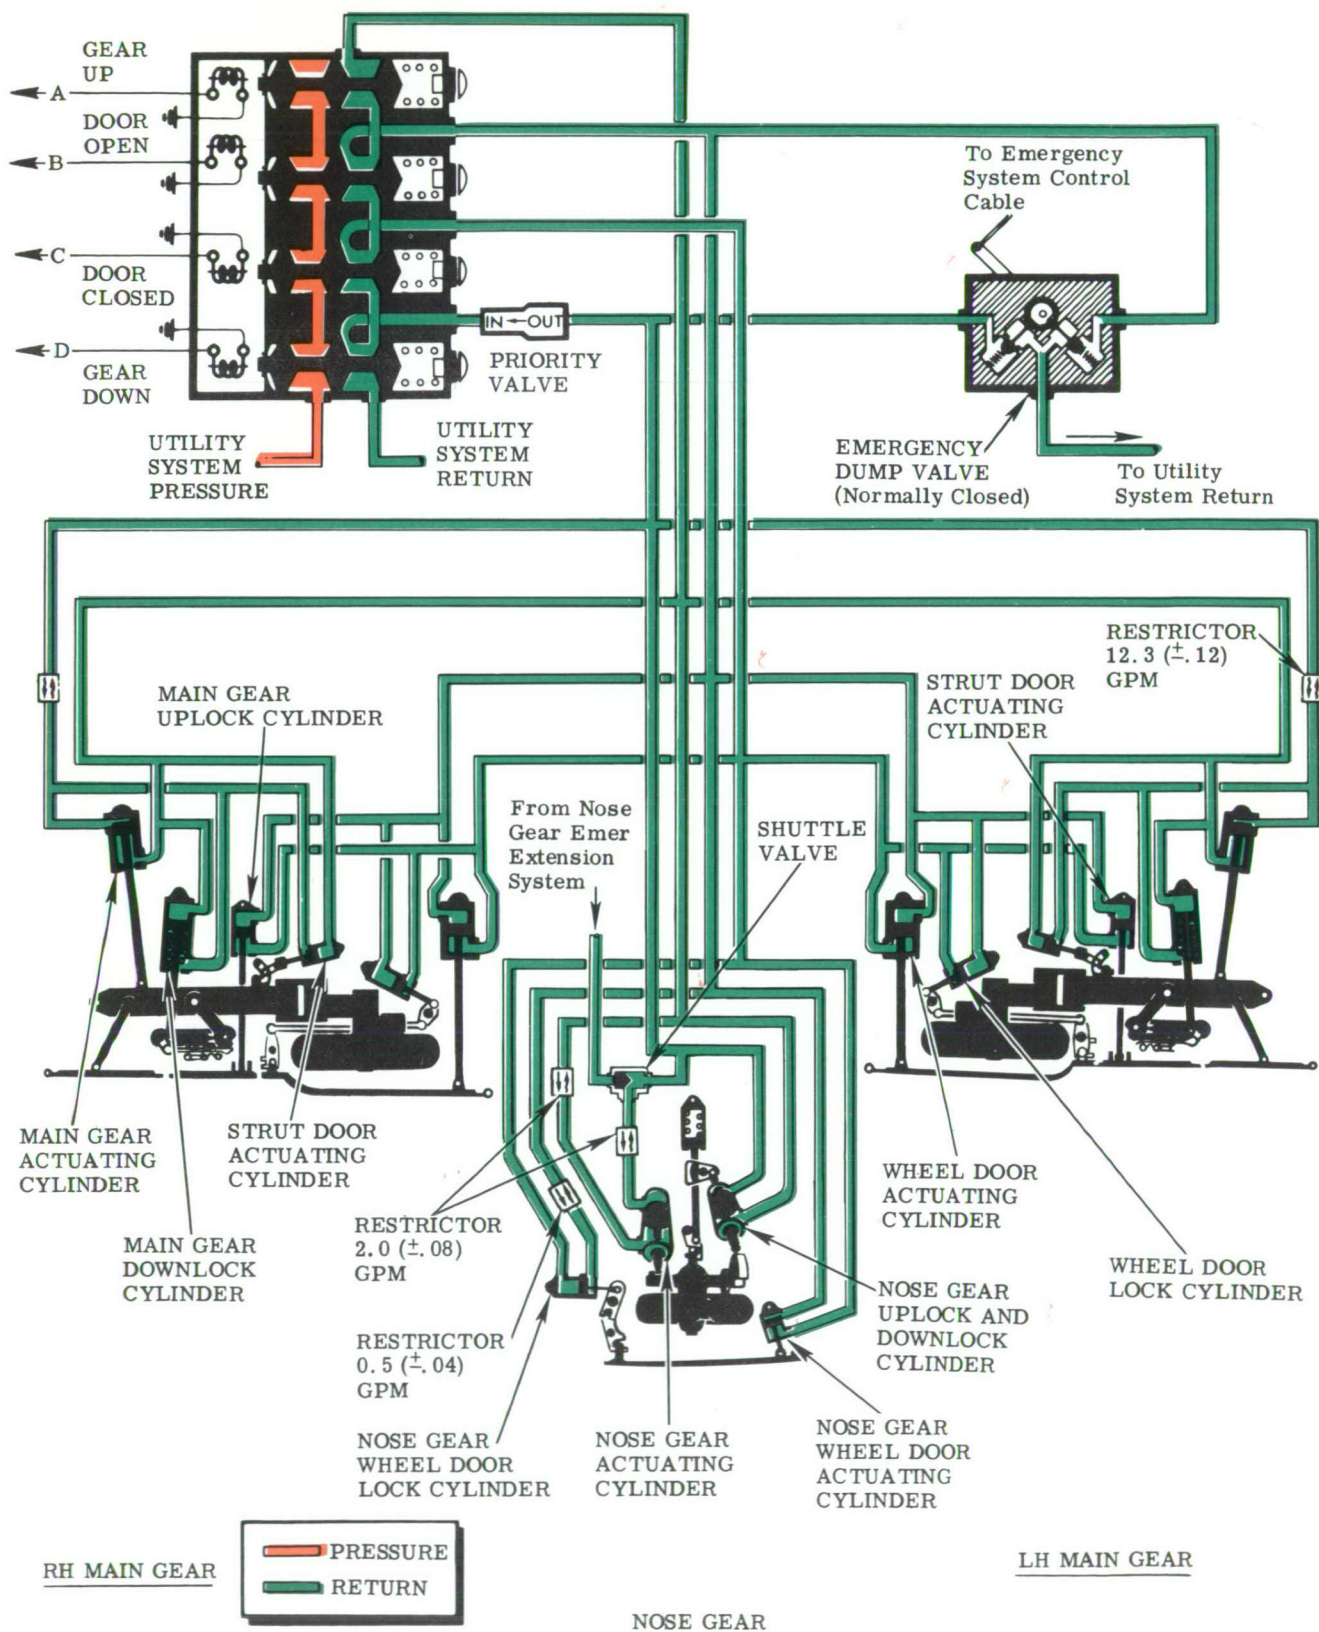 GEAR
UP
A
DOOR
OPEN
B
C
DOOR
CLOSED
D
GEAR
DOWN
UTILITY
SYSTEM
PRESSURE
UTILITY
SYSTEM
RETURN
IN ← OUT
PRIORITY
VALVE
To Emergency
System Control
Cable
EMERGENCY
DUMP VALVE
(Normally Closed)
To Utility
System Return
RESTRICTOR
12.3 (±.12)
GPM
MAIN GEAR
UPLOCK CYLINDER
STRUT DOOR
ACTUATING
CYLINDER
From Nose
Gear Emer
Extension
System
SHUTTLE
VALVE
MAIN GEAR
ACTUATING
CYLINDER
STRUT DOOR
ACTUATING
CYLINDER
MAIN GEAR
DOWNLOCK
CYLINDER
RESTRICTOR
2.0 (±.08)
GPM
RESTRICTOR
0.5 (±.04)
GPM
WHEEL DOOR
ACTUATING
CYLINDER
WHEEL DOOR
LOCK CYLINDER
NOSE GEAR
UPLOCK AND
DOWNLOCK
CYLINDER
NOSE GEAR
WHEEL DOOR
LOCK CYLINDER
NOSE GEAR
ACTUATING
CYLINDER
NOSE GEAR
WHEEL DOOR
ACTUATING
CYLINDER
RH MAIN GEAR
PRESSURE
RETURN
LH MAIN GEAR
NOSE GEAR